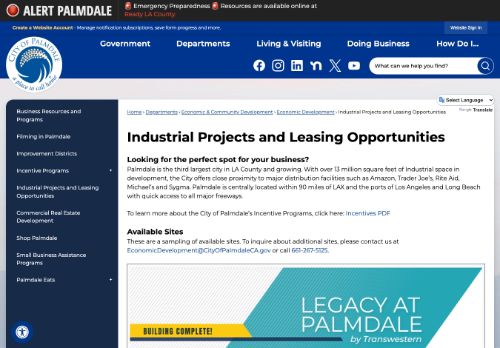 ALERT PALMDALE
🚨 Emergency Preparedness 🚨 Resources are available online at
Ready LA County.
Create a Website Account - Manage notification subscriptions, save form progress and more.
Website Sign In
CITY OF PALMDALE
a place to call home
Government
Departments
Living & Visiting
Doing Business
How Do I...
What can we help you find?
Select Language
Google Translate
Business Resources and
Programs
Filming in Palmdale
Improvement Districts
Incentive Programs +
Industrial Projects and Leasing
Opportunities
Commercial Real Estate
Development
Shop Palmdale
Small Business Assistance
Programs
Palmdale Eats +
Home › Departments › Economic & Community Development › Economic Development › Industrial Projects and Leasing Opportunities
Industrial Projects and Leasing Opportunities
Looking for the perfect spot for your business?
Palmdale is the third largest city in LA County and growing. With over 13 million square feet of Industrial space in
development, the City offers close proximity to major distribution facilities such as Amazon, Trader Joe's, Rite Aid,
Michael's and Sygma. Palmdale is centrally located within 90 miles of LAX and the ports of Los Angeles and Long Beach
with quick access to all major freeways.
To learn more about the City of Palmdale's Incentive Programs, click here: Incentives PDF
Available Sites
These are a sampling of available sites. To inquire about additional sites, please contact us at
EconomicDevelopment@CityOfPalmdaleCA.gov or call 661-267-5125.
BUILDING COMPLETE!
LEGACY AT
PALMDALE
by Transwestern